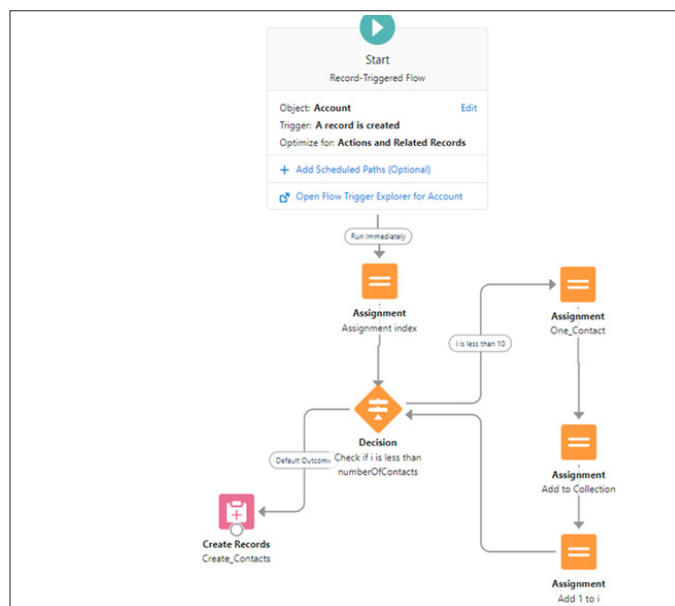 Start
Record-Triggered Flow
Object: Account
Edit
Trigger: A record is created
Optimize for: Actions and Related Records
+ Add Scheduled Paths (Optional)
Open Flow Trigger Explorer for Account
Run Immediately
Assignment
Assignment index
Assignment
One_Contact
i is less than 10
Decision
Check if i is less than
numberOfContacts
Default Outcome
Assignment
Add to Collection
Create Records
Create_Contacts
Assignment
Add 1 to i